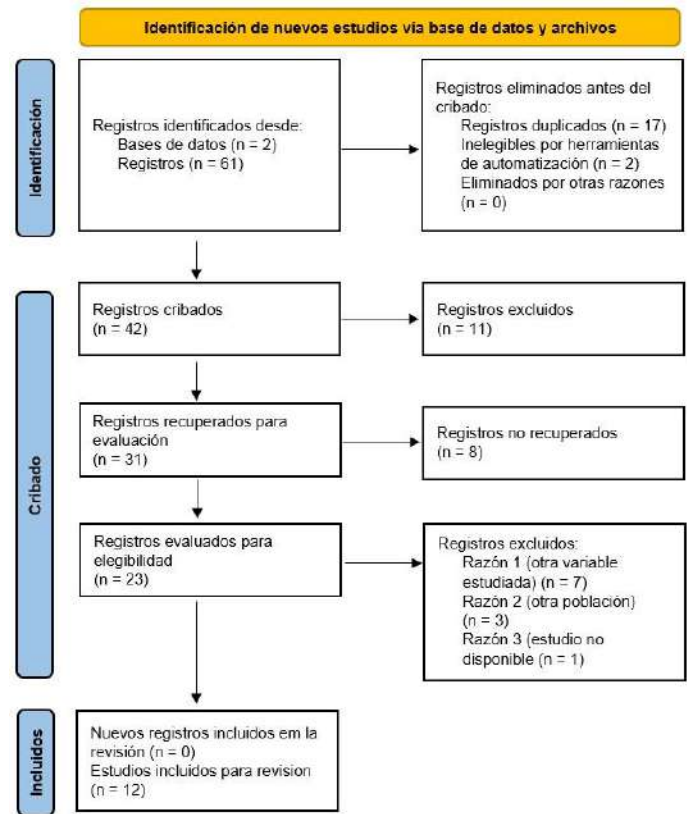 Identificación de nuevos estudios vía base de datos y archivos
Identificación
Registros identificados desde:
Bases de datos (n = 2)
Registros (n = 61)
Registros eliminados antes del
cribado:
Registros duplicados (n = 17)
Inelegibles por herramientas
de automatización (n = 2)
Eliminados por otras razones
(n = 0)
Cribado
Registros cribados
(n = 42)
Registros excluidos
(n = 11)
Registros recuperados para
evaluación
(n = 31)
Registros no recuperados
(n = 8)
Registros evaluados para
elegibilidad
(n = 23)
Registros excluidos:
Razón 1 (otra variable
estudiada) (n = 7)
Razón 2 (otra población)
(n = 3)
Razón 3 (estudio no
disponible (n = 1)
Incluidos
Nuevos registros incluidos em la
revisión (n = 0)
Estudios incluidos para revision
(n = 12)